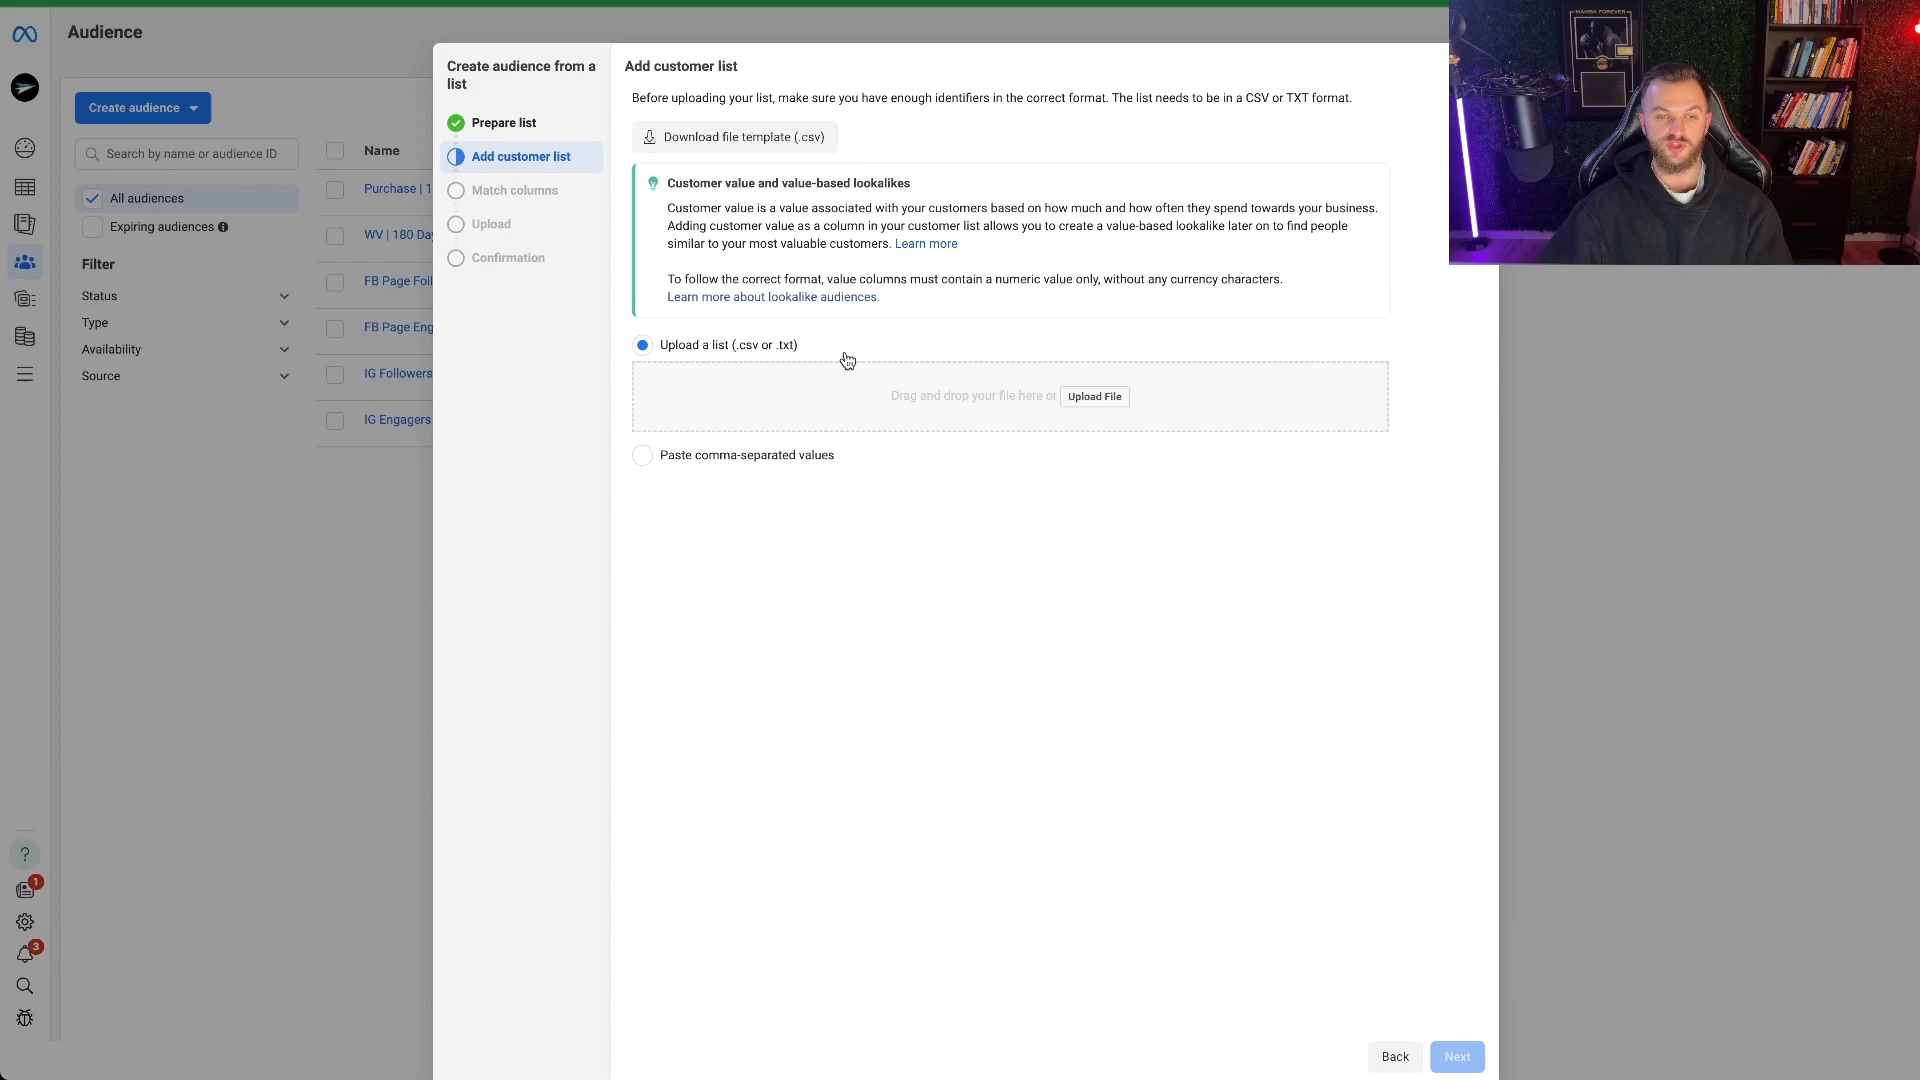 Audience
Create audience
Search by name or audience ID
All audiences
Expiring audiences
Filter
Status
Type
Availability
Source
Name
Purchase | 1
WV | 180 Day
FB Page Foll
FB Page Eng
IG Followers
IG Engagers
1
3
Create audience from a
list
Prepare list
Add customer list
Match columns
Upload
Confirmation
Add customer list
Before uploading your list, make sure you have enough identifiers in the correct format. The list needs to be in a CSV or TXT format.
Download file template (.csv)
Customer value and value-based lookalikes
Customer value is a value associated with your customers based on how much and how often they spend towards your business.
Adding customer value as a column in your customer list allows you to create a value-based lookalike later on to find people
similar to your most valuable customers. Learn more
To follow the correct format, value columns must contain a numeric value only, without any currency characters.
Learn more about lookalike audiences.
Upload a list (.csv or .txt)
Drag and drop your file here or Upload File
Paste comma-separated values
Back
Next
MAMBA FOREVER